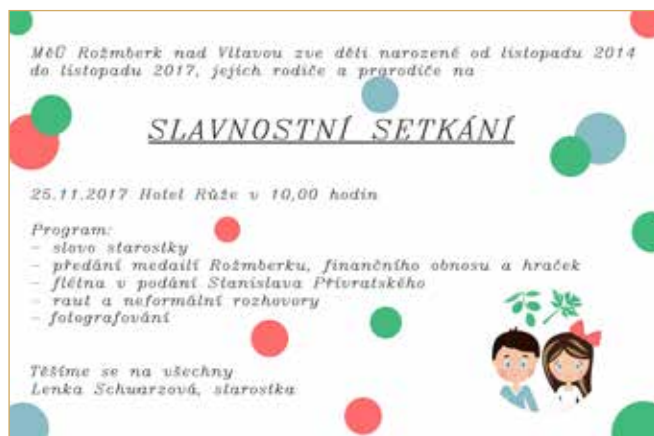 MěÚ Rožmberk nad Vltavou zve děti narozené od listopadu 2014
do listopadu 2017, jejich rodiče a prarodiče na
SLAVNOSTNÍ SETKÁNÍ
25.11.2017 Hotel Růže v 10,00 hodin
Program:
- slovo starostky
- předání medailí Rožmberku, finančního obnosu a hraček
- flétna v podání Stanislava Přívratského
- raut a neformální rozhovory
- fotografování
Těšíme se na všechny
Lenka Schwarzová, starostka